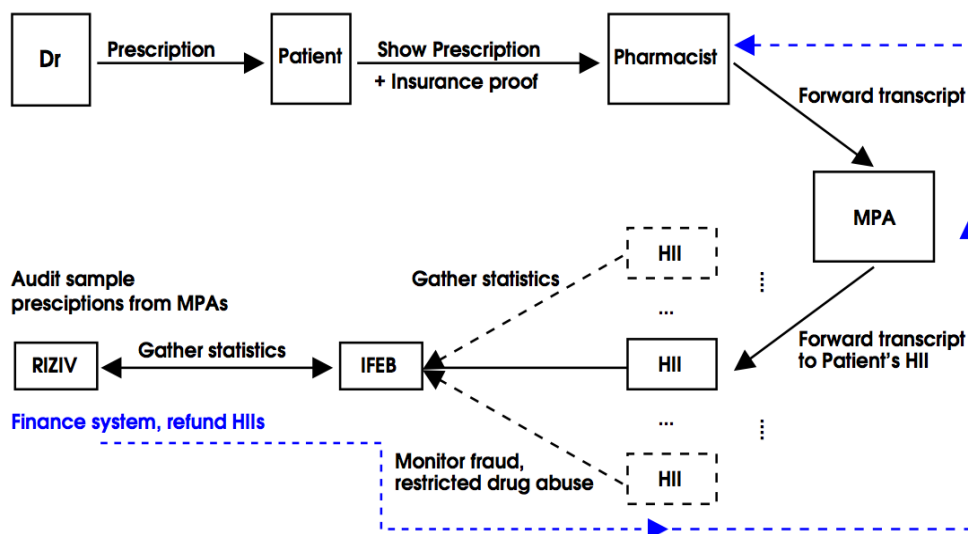 Dr
Prescription
Patient
Show Prescription
+ Insurance proof
Pharmacist
Forward transcript
MPA
HII
Gather statistics
...
Audit sample
presciptions from MPAs
RIZIV
Gather statistics
IFEB
HII
Forward transcript
to Patient's HII
Finance system, refund HIIs
...
Monitor fraud,
restricted drug abuse
HII